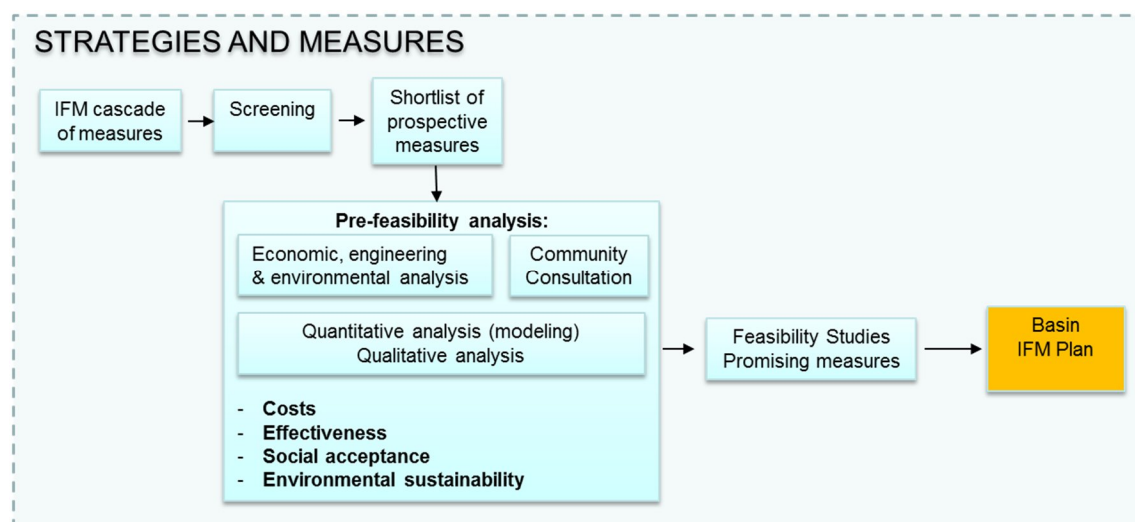 STRATEGIES AND MEASURES
IFM cascade
of measures
Screening
Shortlist of
prospective
measures
Pre-feasibility analysis:
Economic, engineering
& environmental analysis
Community
Consultation
Quantitative analysis (modeling)
Qualitative analysis
- Costs
- Effectiveness
- Social acceptance
- Environmental sustainability
Feasibility Studies
Promising measures
Basin
IFM Plan